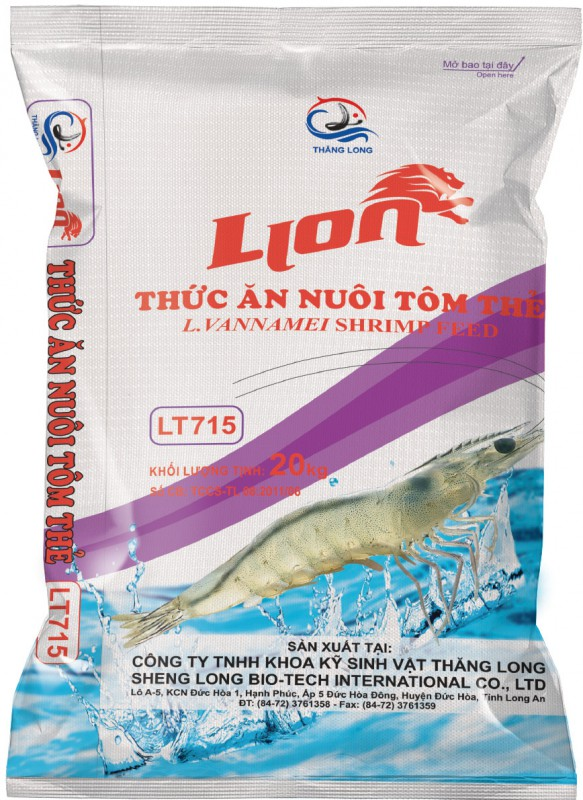 Mở bao tại đây
Open here
THĂNG LONG
LION
THỨC ĂN NUÔI TÔM THẺ
L.VANNAMEI SHRIMP FEED
LT715
KHỐI LƯỢNG TỊNH: 20kg
SẢN XUẤT TẠI:
CÔNG TY TNHH KHOA KỸ SINH VẬT THĂNG LONG
SHENG LONG BIO-TECH INTERNATIONAL CO., LTD
Lô A-5, KCN Đức Hòa 1, Hạnh Phúc, Ấp 5 Đức Hòa Đông, Huyện Đức Hòa, Tỉnh Long An
ĐT: (84-72) 3761358 - Fax: (84-72) 3761359
THĂNG LONG
LION
THỨC ĂN NUÔI TÔM THẺ
LT715